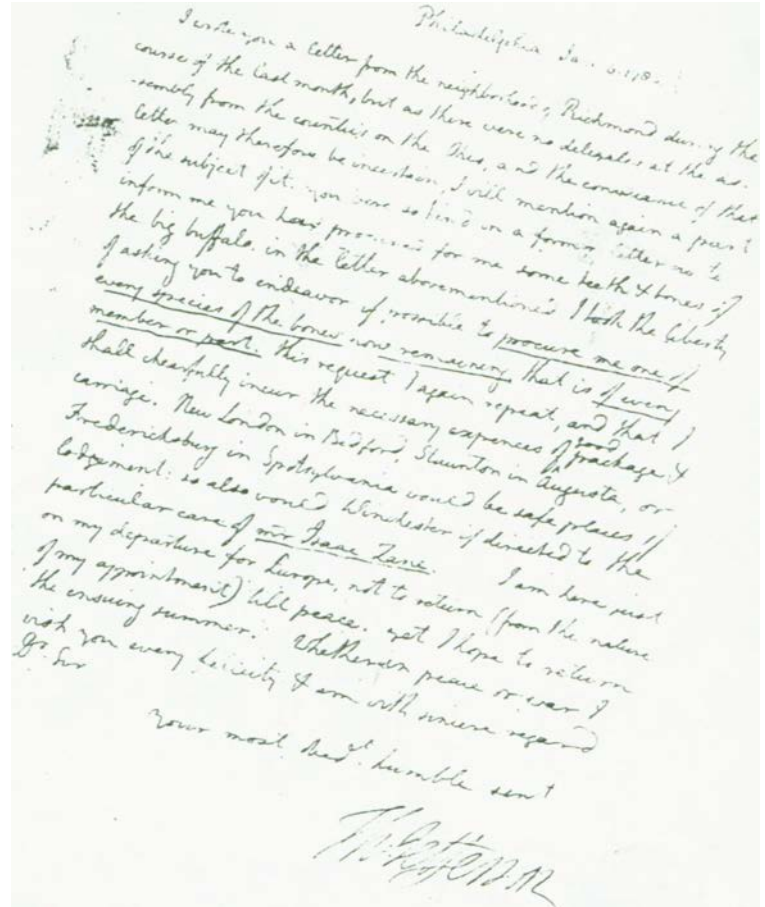 Philadelphia Jan. 6. 178
I wrote you a letter from the neighborhood of Richmond during the
course of the last month, but as there were no delegates at the as-
-sembly from the counties on the Ohio, and the conveiance of that
letter may therefore be uncertain, I will mention again a part
of the subject of it. you were so kind in a former letter as to
inform me you had procured for me some teeth & bones of
the big buffalo. in the letter abovementioned I took the liberty
of asking you to endeavor if possible to procure me one of
every species of the bones now remaining that is of every
member or part. this request I again repeat, and that I
shall chearfully incur the necessary expences of good package &
carriage. New London in Bedford, Staunton in Augusta, or
Fredericksburg in Spotsylvania would be safe places of
lodgement: so also would Winchester if directed to the
particular care of mr Isaac Zane. I am here just
on my departure for Europe, not to return (from the nature
of my appointment) till peace. yet I hope to return
the ensuing summer. Whether in peace or war I
wish you every felicity & am with sincere regard
Dr. Sir
Your most obedt. humble servt
Th: Jefferson